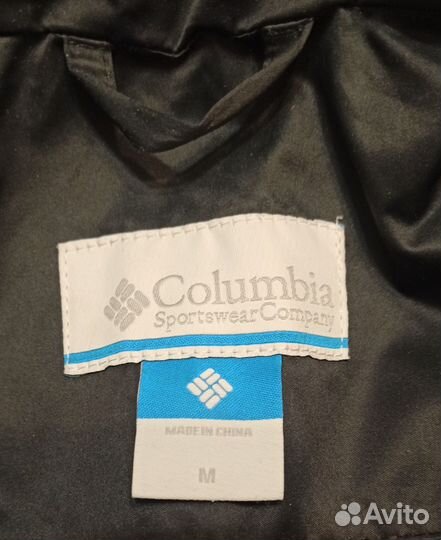 Columbia
Sportswear Company
MADE IN CHINA
M
Avito